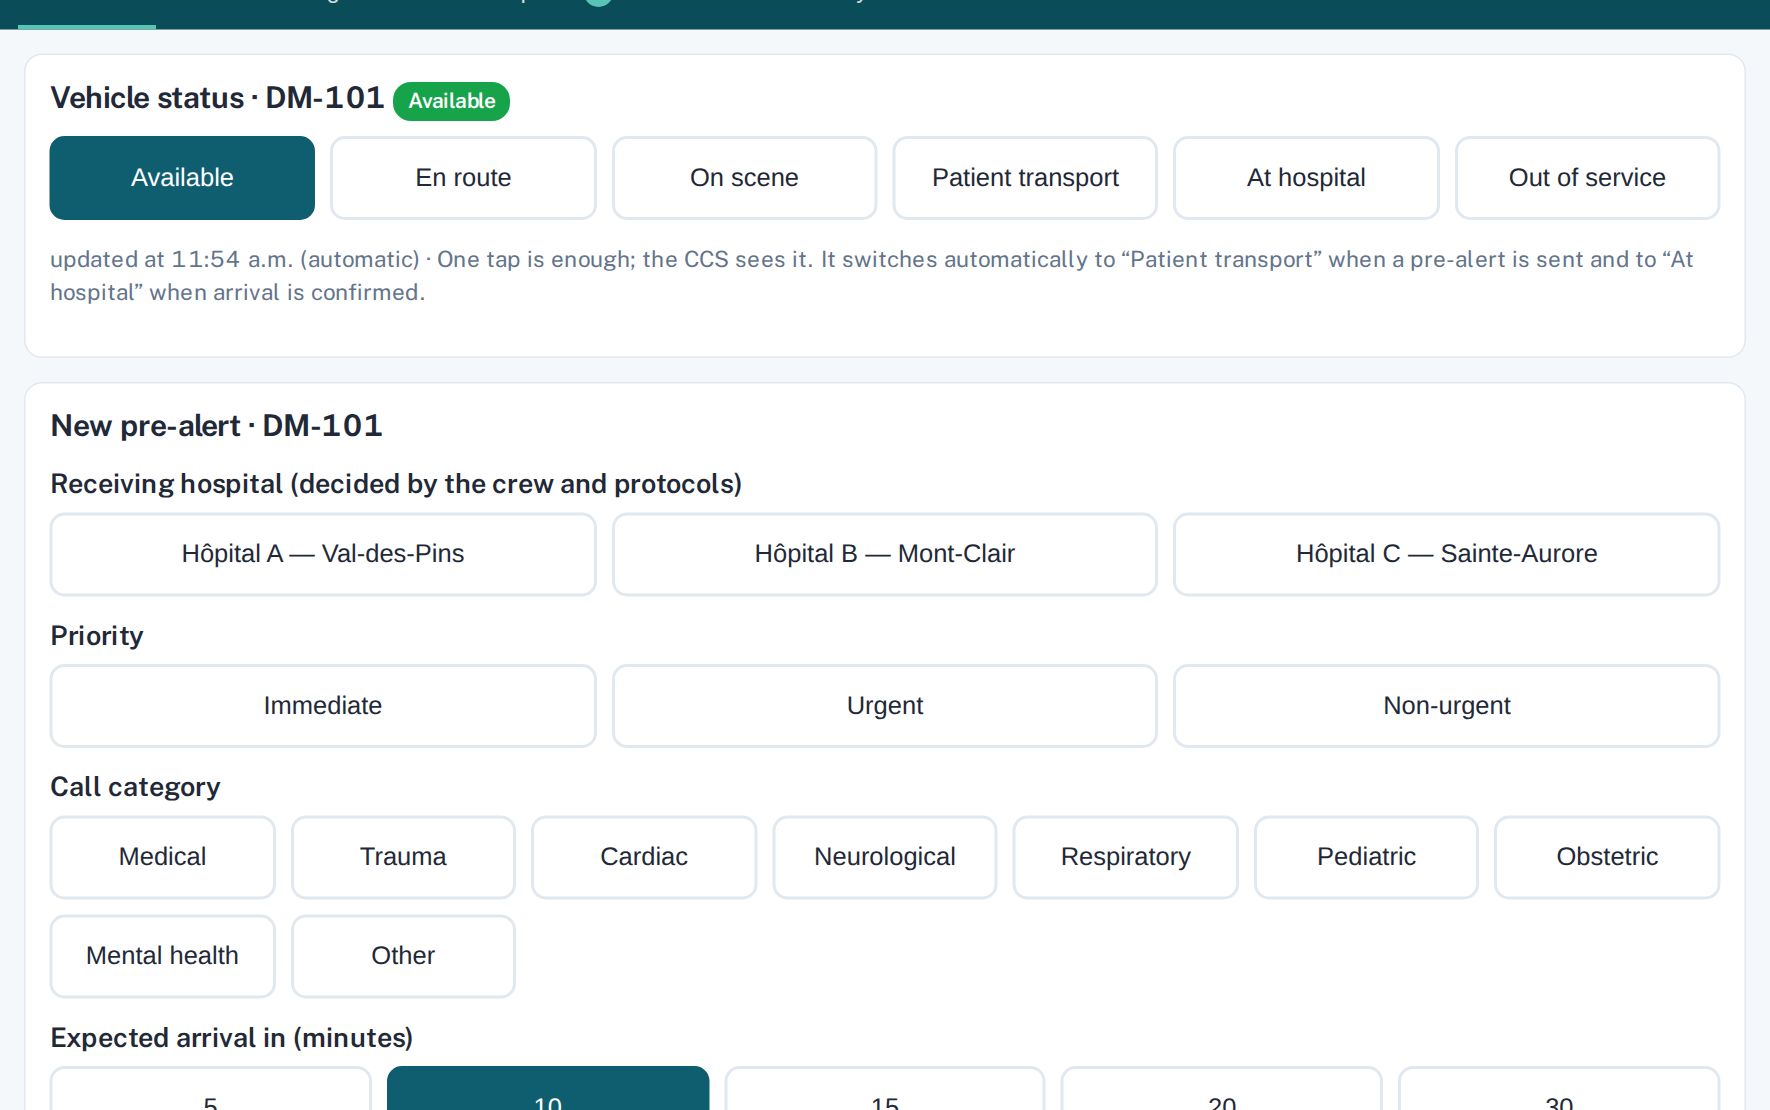 Vehicle status · DM-101 Available
Available
En route
On scene
Patient transport
At hospital
Out of service
updated at 11:54 a.m. (automatic) · One tap is enough; the CCS sees it. It switches automatically to “Patient transport” when a pre-alert is sent and to “At
hospital” when arrival is confirmed.
New pre-alert · DM-101
Receiving hospital (decided by the crew and protocols)
Hôpital A — Val-des-Pins
Hôpital B — Mont-Clair
Hôpital C — Sainte-Aurore
Priority
Immediate
Urgent
Non-urgent
Call category
Medical
Trauma
Cardiac
Neurological
Respiratory
Pediatric
Obstetric
Mental health
Other
Expected arrival in (minutes)
5
10
15
20
30